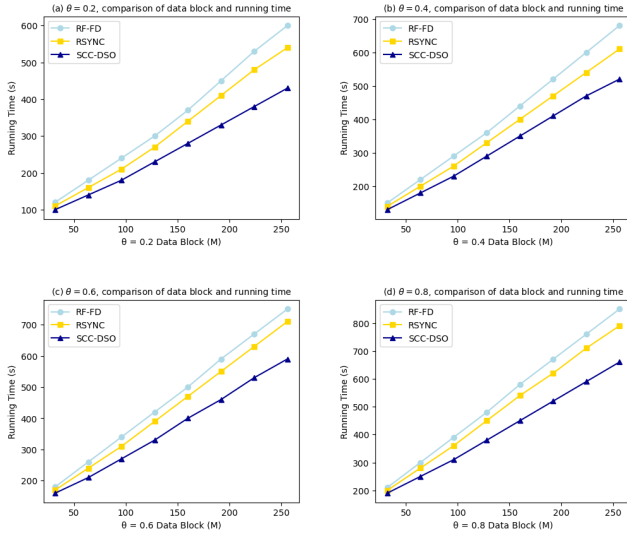 (a) θ = 0.2, comparison of data block and running time
RF-FD
RSYNC
SCC-DSO
Running Time (s)
600
500
400
300
200
100
50 100 150 200 250
θ = 0.2 Data Block (M)
(b) θ = 0.4, comparison of data block and running time
RF-FD
RSYNC
SCC-DSO
Running Time (s)
700
600
500
400
300
200
50 100 150 200 250
θ = 0.4 Data Block (M)
(c) θ = 0.6, comparison of data block and running time
RF-FD
RSYNC
SCC-DSO
Running Time (s)
700
600
500
400
300
200
50 100 150 200 250
θ = 0.6 Data Block (M)
(d) θ = 0.8, comparison of data block and running time
RF-FD
RSYNC
SCC-DSO
Running Time (s)
800
700
600
500
400
300
200
50 100 150 200 250
θ = 0.8 Data Block (M)